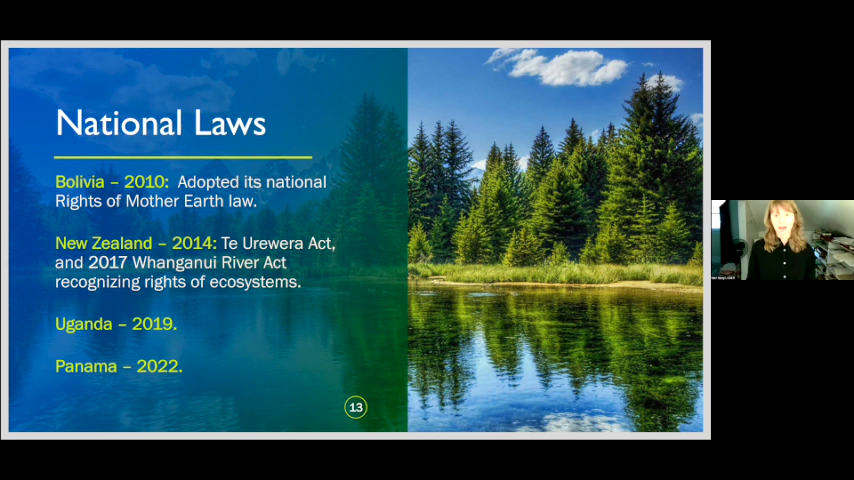 National Laws
Bolivia – 2010: Adopted its national
Rights of Mother Earth law.
New Zealand – 2014: Te Urewera Act,
and 2017 Whanganui River Act
recognizing rights of ecosystems.
Uganda – 2019.
Panama – 2022.
13